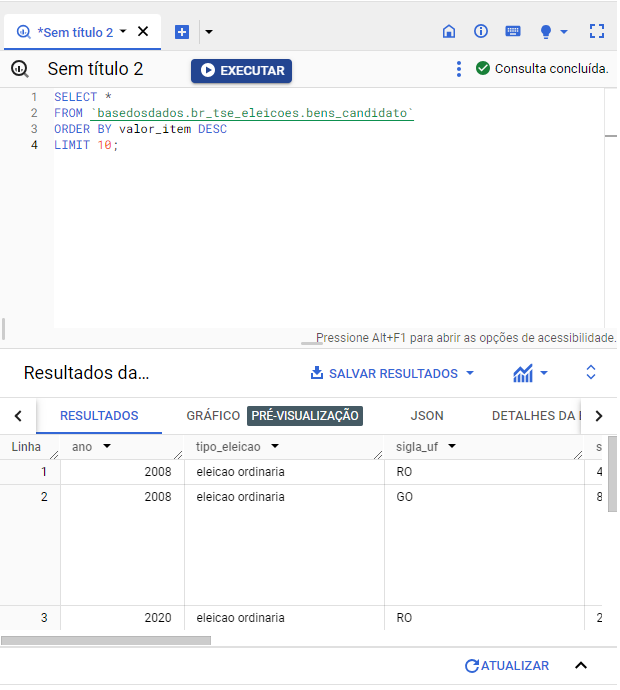 *Sem título 2
Sem título 2
EXECUTAR
Consulta concluída.
1 SELECT *
2 FROM `basedosdados.br_tse_eleicoes.bens_candidato`
3 ORDER BY valor_item DESC
4 LIMIT 10;
Pressione Alt+F1 para abrir as opções de acessibilidade.
Resultados da...
SALVAR RESULTADOS
RESULTADOS GRÁFICO PRÉ-VISUALIZAÇÃO JSON DETALHES DA
Linha ano tipo_eleicao sigla_uf s
1 2008 eleicao ordinaria RO 4
2 2008 eleicao ordinaria GO 8
3 2020 eleicao ordinaria RO 2
ATUALIZAR